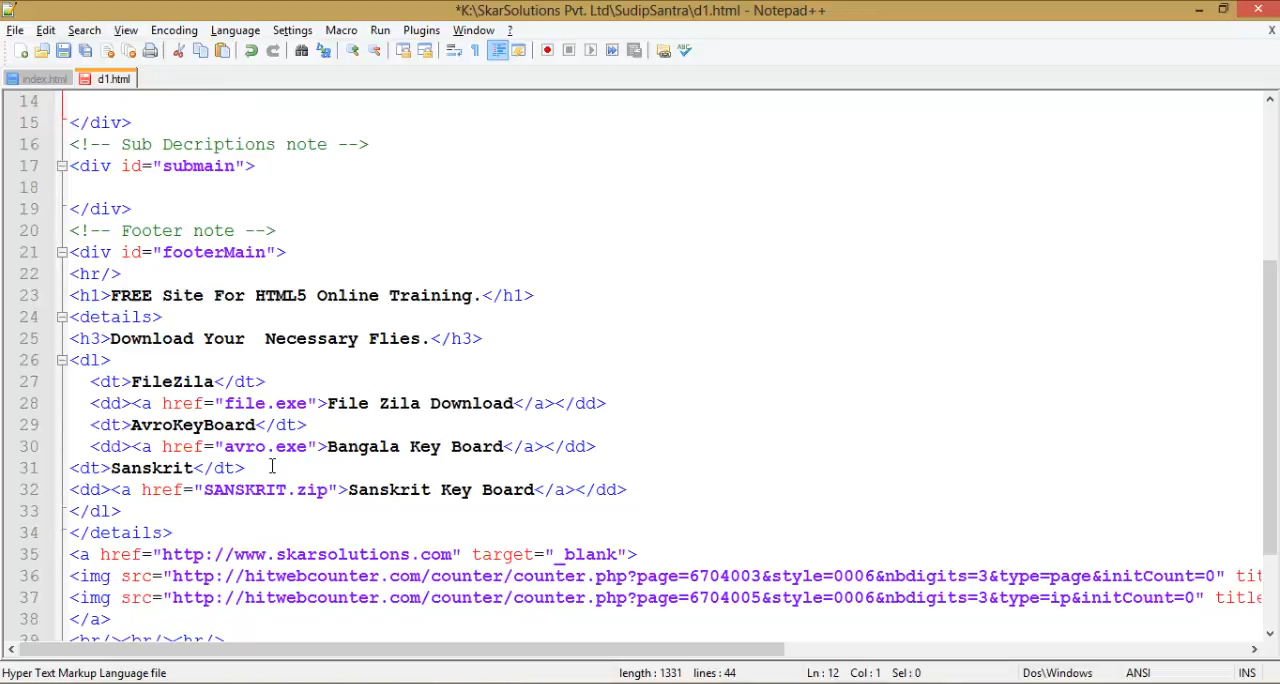 *K:\SkarSolutions Pvt. Ltd\SudipSantra\d1.html - Notepad++
File Edit Search View Encoding Language Settings Macro Run Plugins Window ? X
index.html d1.html
14
15 </div>
16 <!-- Sub Decriptions note -->
17 <div id="submain">
18
19 </div>
20 <!-- Footer note -->
21 <div id="footerMain">
22 <hr/>
23 <h1>FREE Site For HTML5 Online Training.</h1>
24 <details>
25 <h3>Download Your  Necessary Flies.</h3>
26 <dl>
27 <dt>FileZila</dt>
28 <dd><a href="file.exe">File Zila Download</a></dd>
29 <dt>AvroKeyBoard</dt>
30 <dd><a href="avro.exe">Bangala Key Board</a></dd>
31 <dt>Sanskrit</dt>
32 <dd><a href="SANSKRIT.zip">Sanskrit Key Board</a></dd>
33 </dl>
34 </details>
35 <a href="http://www.skarsolutions.com" target="_blank">
36 <img src="http://hitwebcounter.com/counter/counter.php?page=6704003&style=0006&nbdigits=3&type=page&initCount=0" tit
37 <img src="http://hitwebcounter.com/counter/counter.php?page=6704005&style=0006&nbdigits=3&type=ip&initCount=0" title
38 </a>
39 <hr/><br/><hr/>
Hyper Text Markup Language file length : 1331 lines : 44 Ln : 12 Col : 1 Sel : 0 Dos\Windows ANSI INS